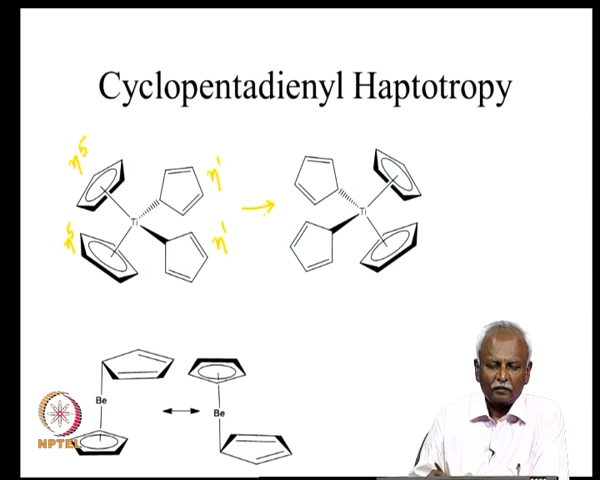 Cyclopentadienyl Haptotropy
η5
η1
Ti
Ti
η5
η1
Be
Be
NPTEL